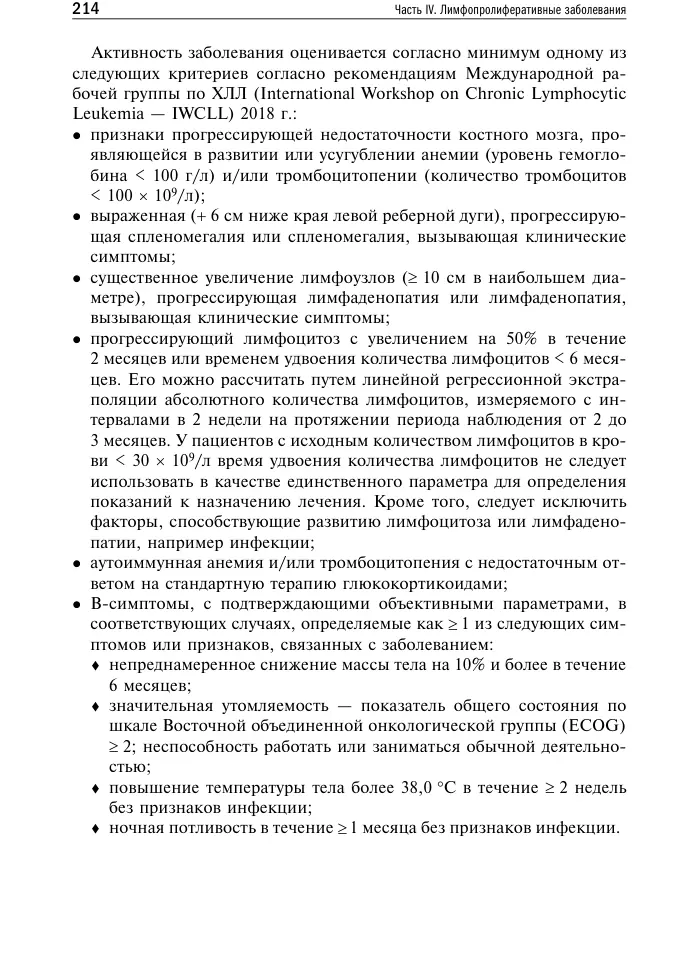 214
Часть IV. Лимфопролиферативные заболевания
Активность заболевания оценивается согласно минимум одному из
следующих критериев согласно рекомендациям Международной ра-
бочей группы по ХЛЛ (International Workshop on Chronic Lymphocytic
Leukemia — IWCLL) 2018 г.:
● признаки прогрессирующей недостаточности костного мозга, про-
являющейся в развитии или усугублении анемии (уровень гемогло-
бина < 100 г/л) и/или тромбоцитопении (количество тромбоцитов
< 100 × 10⁹/л);
● выраженная (+ 6 см ниже края левой реберной дуги), прогрессирую-
щая спленомегалия или спленомегалия, вызывающая клинические
симптомы;
● существенное увеличение лимфоузлов (≥ 10 см в наибольшем диа-
метре), прогрессирующая лимфаденопатия или лимфаденопатия,
вызывающая клинические симптомы;
● прогрессирующий лимфоцитоз с увеличением на 50% в течение
2 месяцев или временем удвоения количества лимфоцитов < 6 меся-
цев. Его можно рассчитать путем линейной регрессионной экстра-
поляции абсолютного количества лимфоцитов, измеряемого с ин-
тервалами в 2 недели на протяжении периода наблюдения от 2 до
3 месяцев. У пациентов с исходным количеством лимфоцитов в кро-
ви < 30 × 10⁹/л время удвоения количества лимфоцитов не следует
использовать в качестве единственного параметра для определения
показаний к назначению лечения. Кроме того, следует исключить
факторы, способствующие развитию лимфоцитоза или лимфадено-
патии, например инфекции;
● аутоиммунная анемия и/или тромбоцитопения с недостаточным от-
ветом на стандартную терапию глюкокортикоидами;
● В-симптомы, с подтверждающими объективными параметрами, в
соответствующих случаях, определяемые как ≥ 1 из следующих сим-
птомов или признаков, связанных с заболеванием:
♦ непреднамеренное снижение массы тела на 10% и более в течение
6 месяцев;
♦ значительная утомляемость — показатель общего состояния по
шкале Восточной объединенной онкологической группы (ECOG)
≥ 2; неспособность работать или заниматься обычной деятельно-
стью;
♦ повышение температуры тела более 38,0 °С в течение ≥ 2 недель
без признаков инфекции;
♦ ночная потливость в течение ≥ 1 месяца без признаков инфекции.